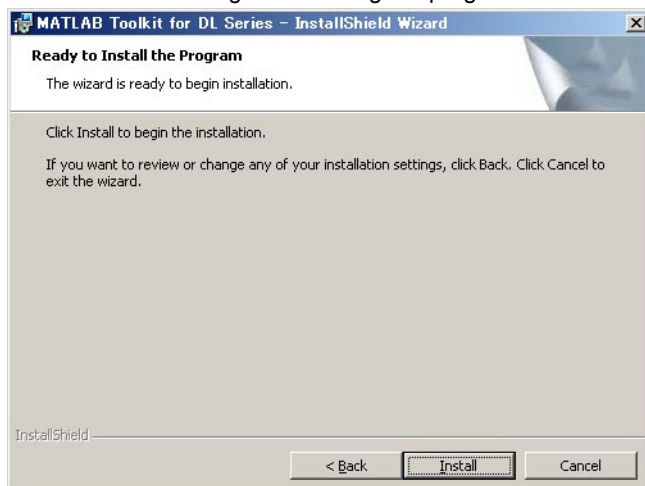 MATLAB Toolkit for DL Series - InstallShield Wizard
Ready to Install the Program
The wizard is ready to begin installation.
Click Install to begin the installation.
If you want to review or change any of your installation settings, click Back. Click Cancel to
exit the wizard.
InstallShield
< Back Install Cancel